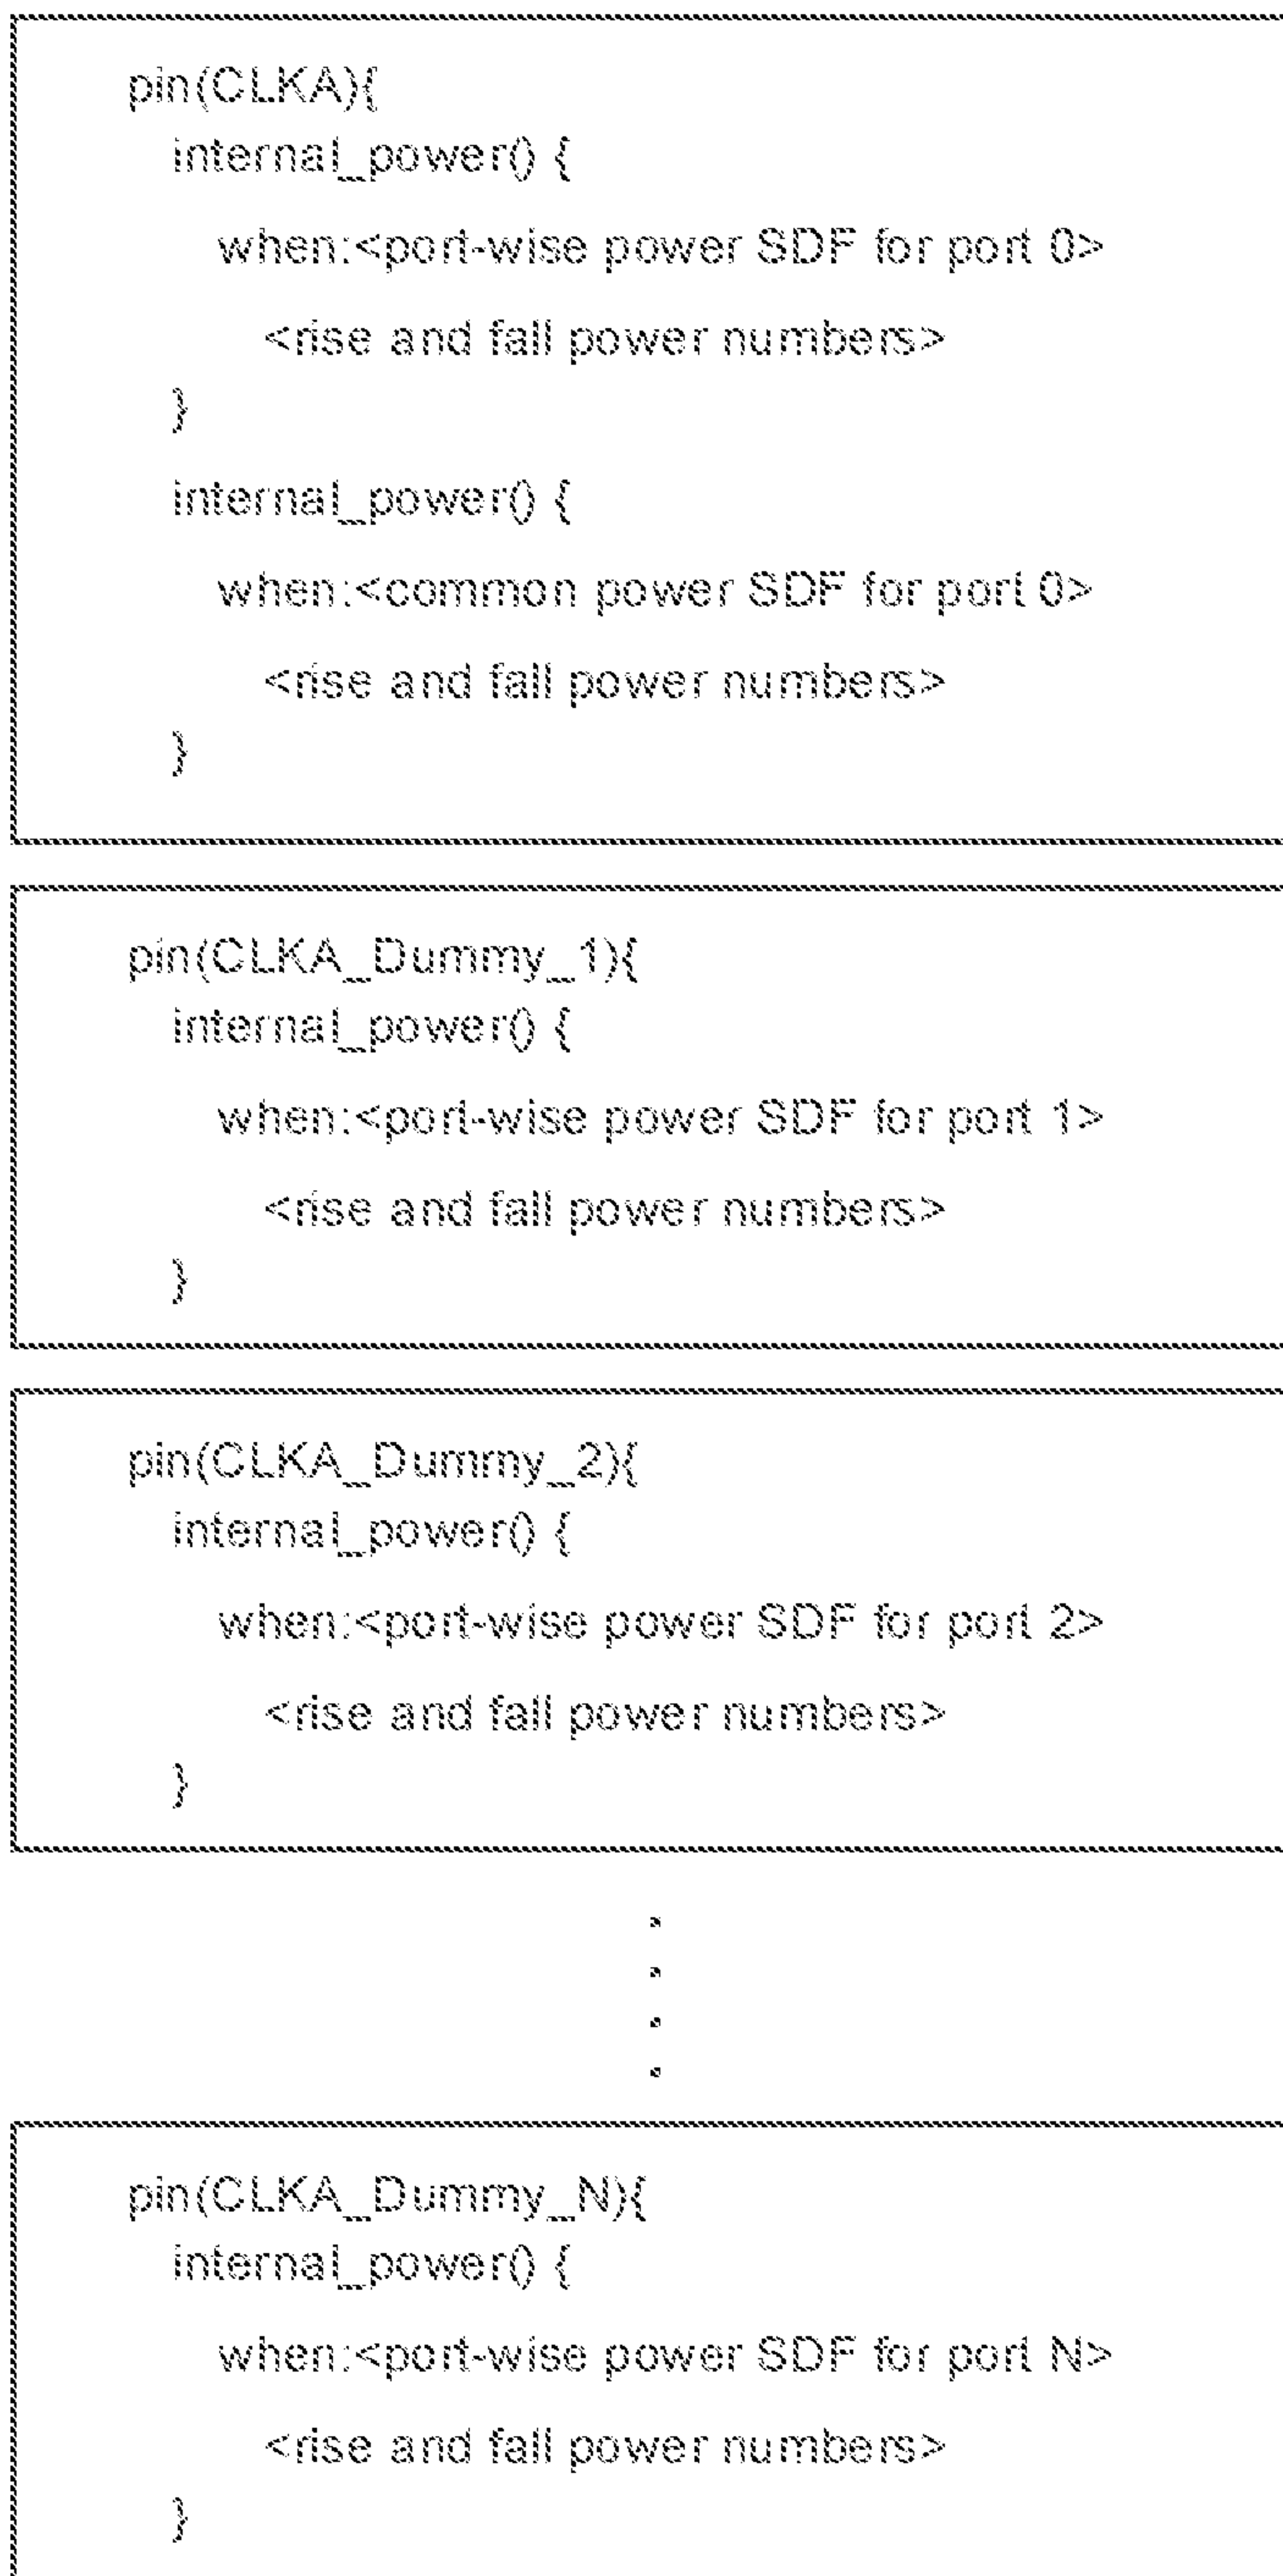 pin(CLKA){
internal_power() {
when:<port-wise power SDF for port 0>
<rise and fall power numbers>
}
internal_power() {
when:<common power SDF for port 0>
<rise and fall power numbers>
}
pin(CLKA_Dummy_1){
internal_power() {
when:<port-wise power SDF for port 1>
<rise and fall power numbers>
}
pin(CLKA_Dummy_2){
internal_power() {
when:<port-wise power SDF for port 2>
<rise and fall power numbers>
}
.
.
.
.
pin(CLKA_Dummy_N){
internal_power() {
when:<port-wise power SDF for port N>
<rise and fall power numbers>
}